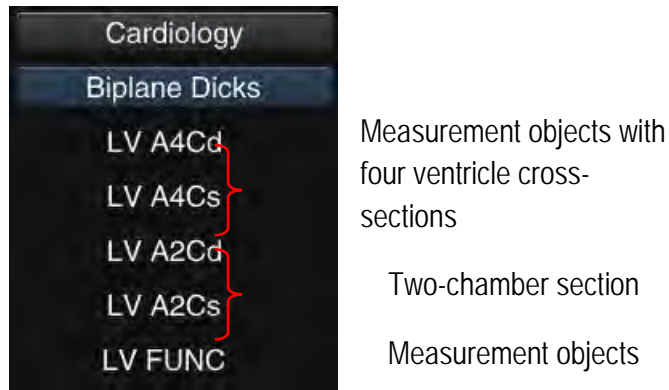 Cardiology
Biplane Dicks
LV A4Cd
LV A4Cs
LV A2Cd
LV A2Cs
LV FUNC
Measurement objects with
four ventricle cross-
sections
Two-chamber section
Measurement objects